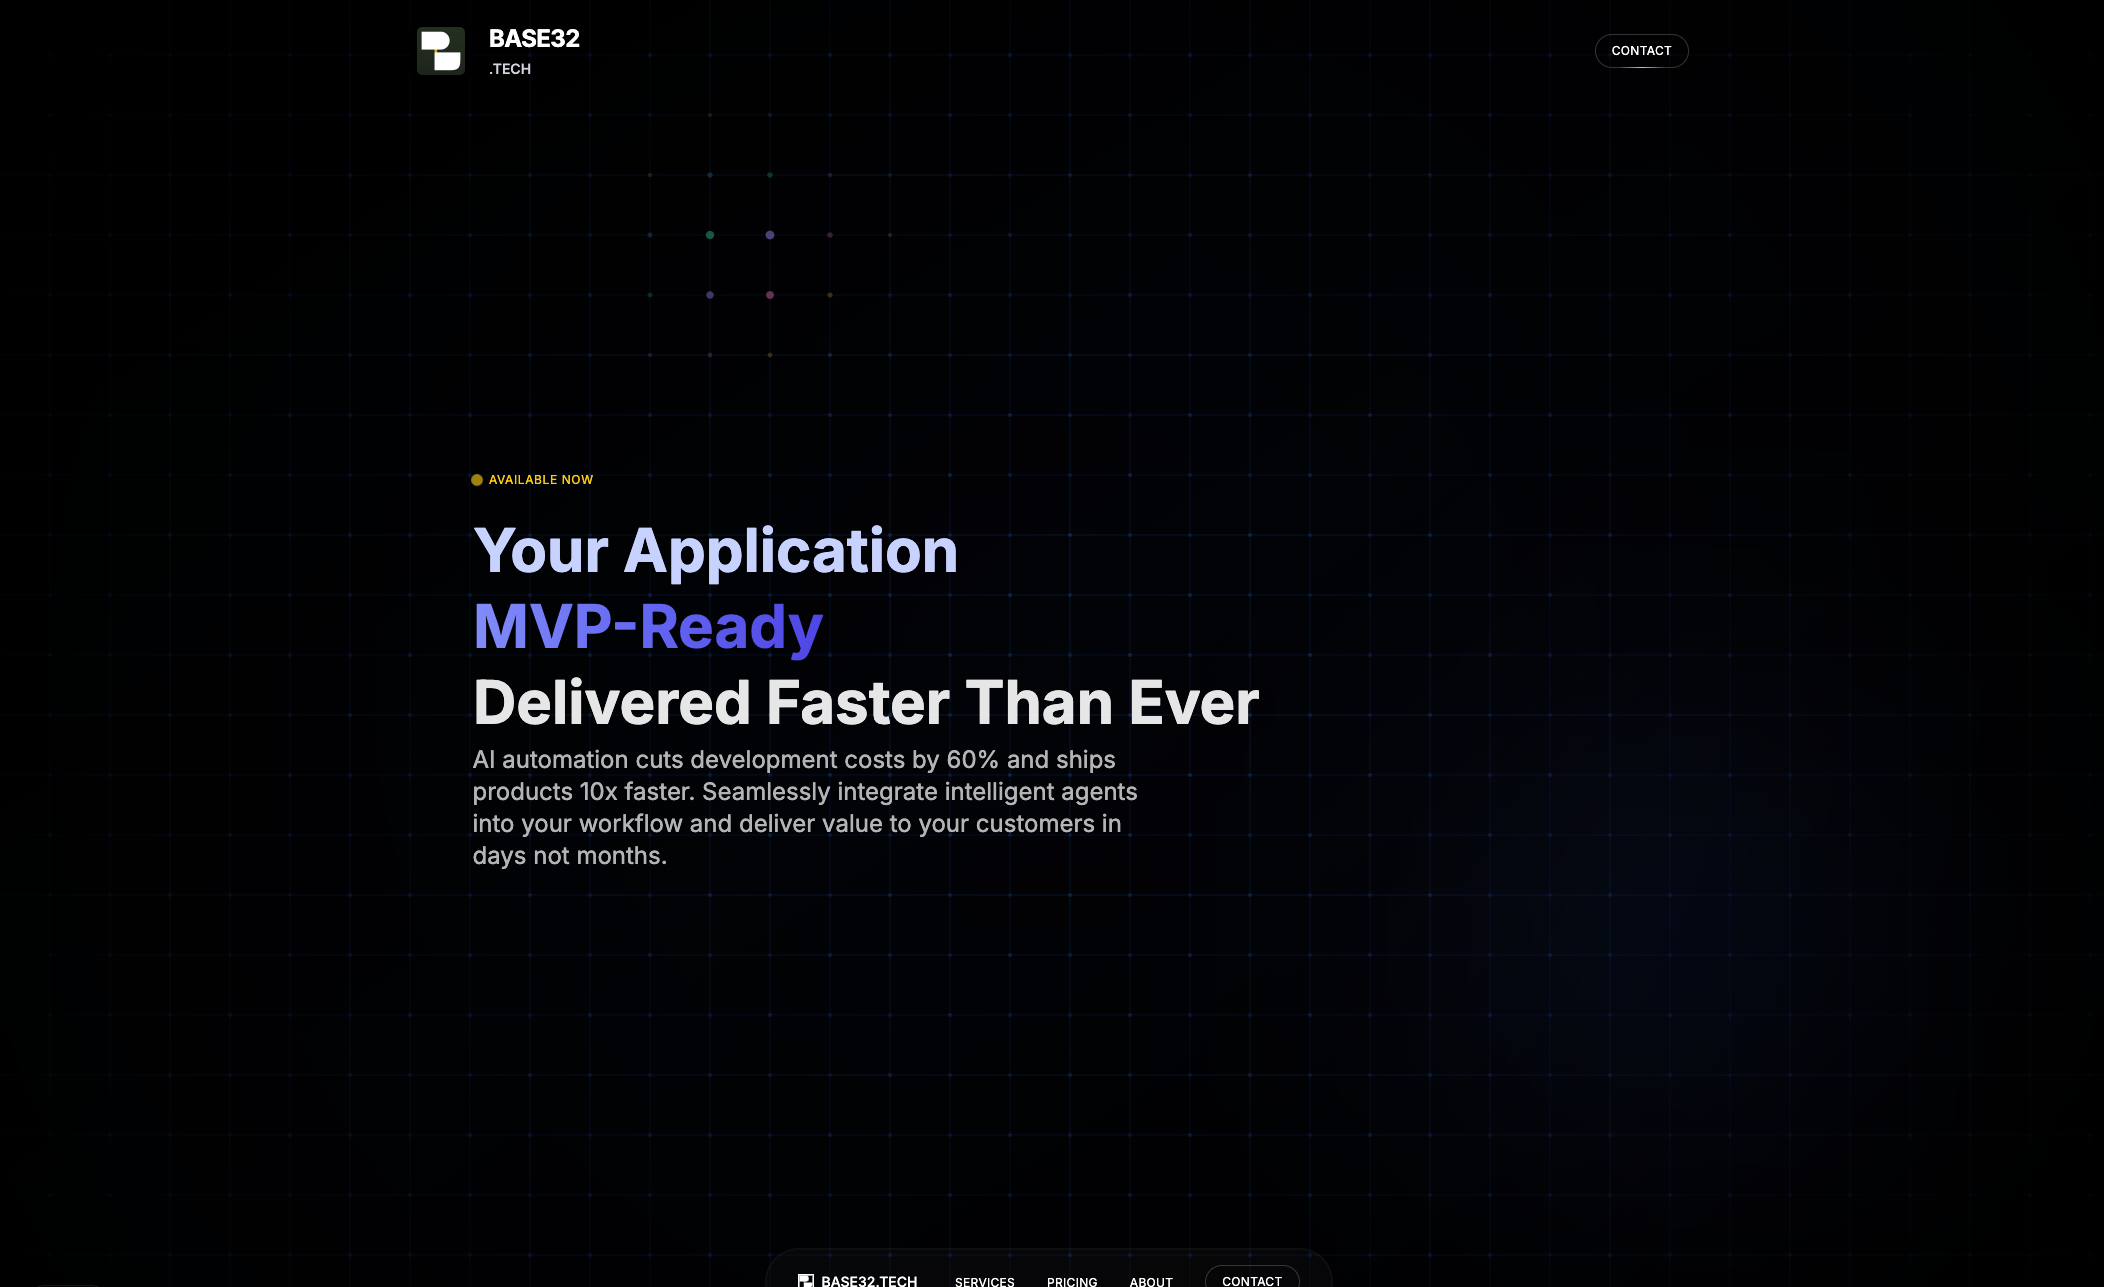 BASE32
.TECH
CONTACT
AVAILABLE NOW
Your Application
MVP-Ready
Delivered Faster Than Ever
AI automation cuts development costs by 60% and ships
products 10x faster. Seamlessly integrate intelligent agents
into your workflow and deliver value to your customers in
days not months.
BASE32.TECH SERVICES PRICING ABOUT CONTACT